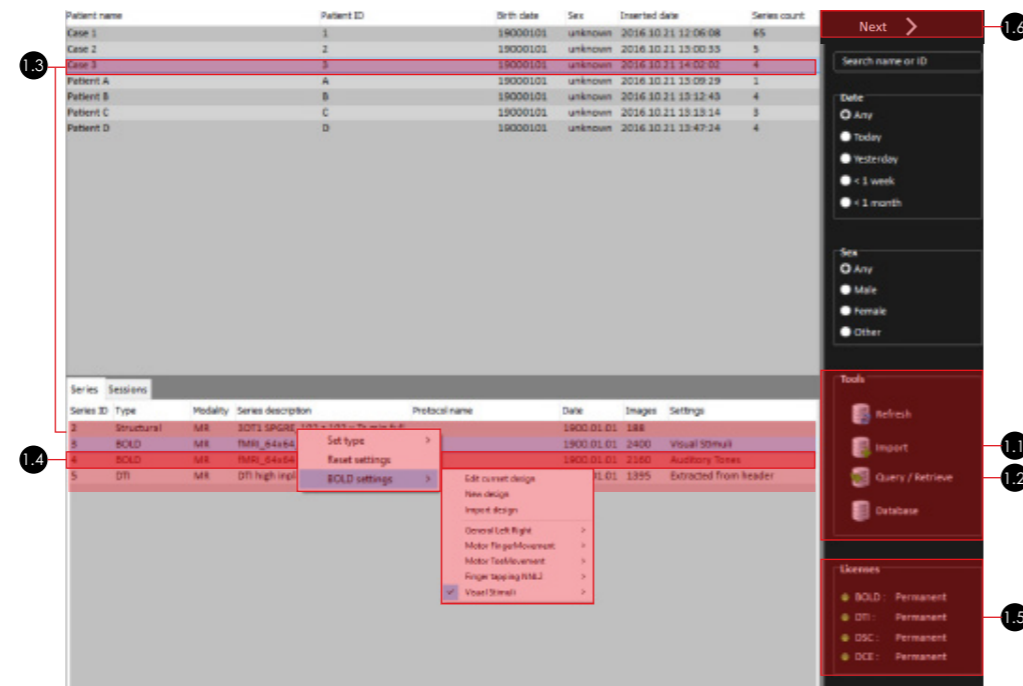 Patient name Patient ID Birth date Sex Inserted date Series count
Case 1 1 19000101 unknown 2016.10.21 12:06:08 65
Case 2 2 19000101 unknown 2016.10.21 13:00:33 5
Case 3 3 19000101 unknown 2016.10.21 14:02:02 4
Patient A A 19000101 unknown 2016.10.21 13:09:29 1
Patient B B 19000101 unknown 2016.10.21 13:12:43 4
Patient C C 19000101 unknown 2016.10.21 13:13:14 3
Patient D D 19000101 unknown 2016.10.21 13:47:24 4
1.3
Next
1.6
Search name or ID
Date
Any
Today
Yesterday
< 1 week
< 1 month
Sex
Any
Male
Female
Other
Series Sessions
Series ID Type Modality Series description Protocol name Date Images Settings
2 Structural MR 3DT1 SPGRE 1900.01.01 188
3 BOLD MR fMRI_64x64 1900.01.01 2400 Visual Stimuli
4 BOLD MR fMRI_64x64 1900.01.01 2160 Auditory Tones
5 DTI MR DTI high 01.01 1395 Extracted from header
1.4
Set type
Reset settings
BOLD settings
Edit current design
New design
Import design
General Left Right
Motor FingerMovement
Motor ToeMovement
Finger tapping
Visual Stimuli
Tools
Refresh
Import
1.1
Query / Retrieve
1.2
Database
Licenses
BOLD : Permanent
DTI : Permanent
1.5
DSC : Permanent
DCE : Permanent